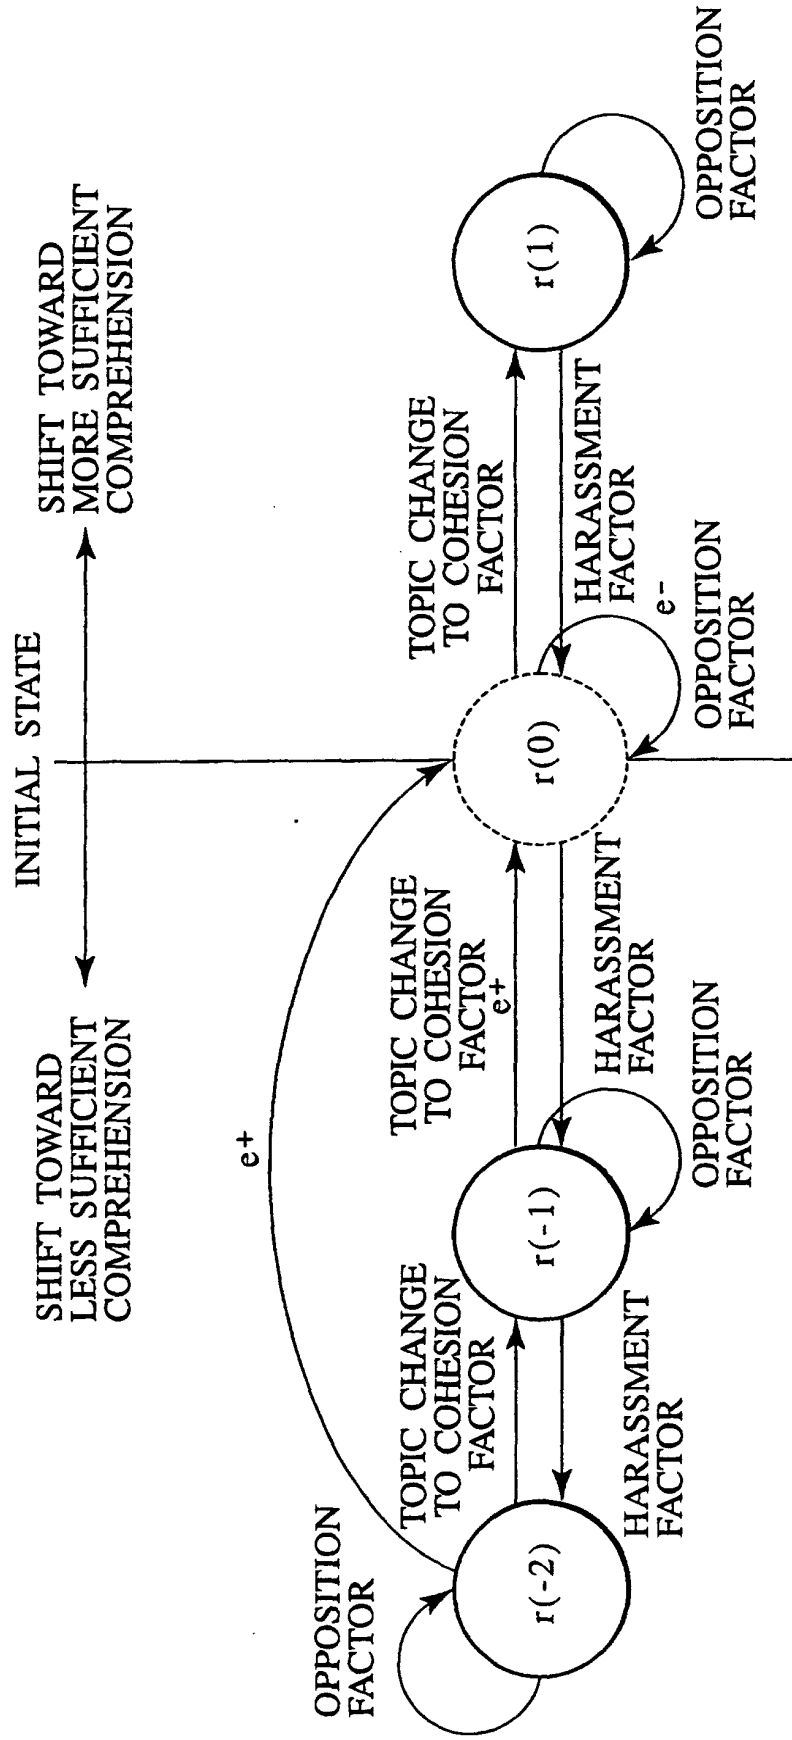 INITIAL STATE
SHIFT TOWARD
LESS SUFFICIENT
COMPREHENSION
SHIFT TOWARD
MORE SUFFICIENT
COMPREHENSION
e+
OPPOSITION
FACTOR
r(-2)
TOPIC CHANGE
TO COHESION
FACTOR
HARASSMENT
FACTOR
r(-1)
OPPOSITION
FACTOR
TOPIC CHANGE
TO COHESION
FACTOR
e+
HARASSMENT
FACTOR
r(0)
e-
OPPOSITION
FACTOR
TOPIC CHANGE
TO COHESION
FACTOR
HARASSMENT
FACTOR
r(1)
OPPOSITION
FACTOR